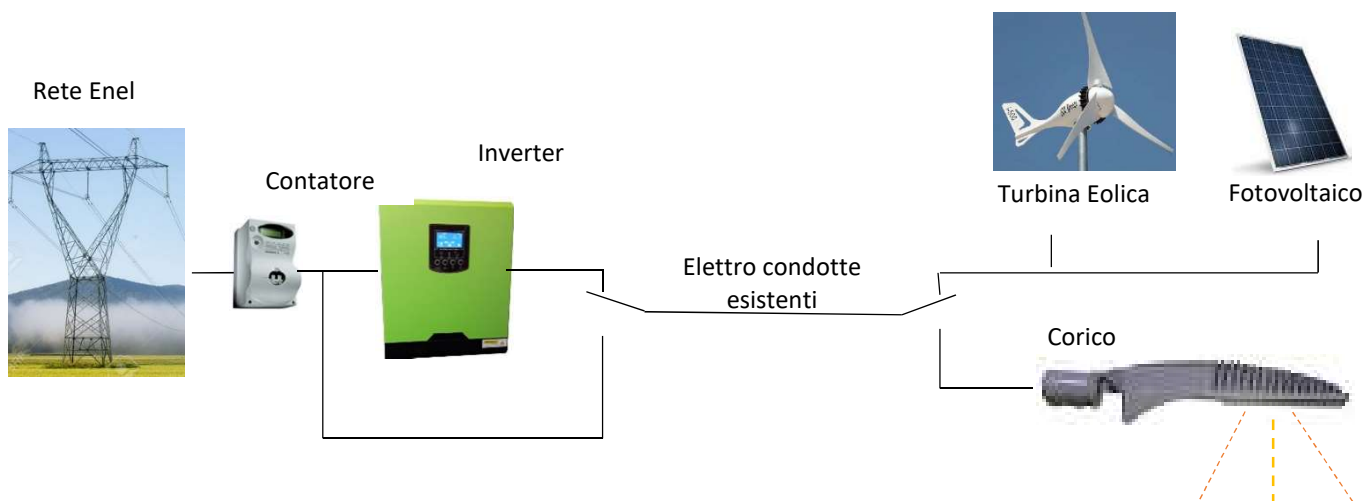 Rete Enel
Contatore
Inverter
Elettro condotte
esistenti
Turbina Eolica
Fotovoltaico
Corico